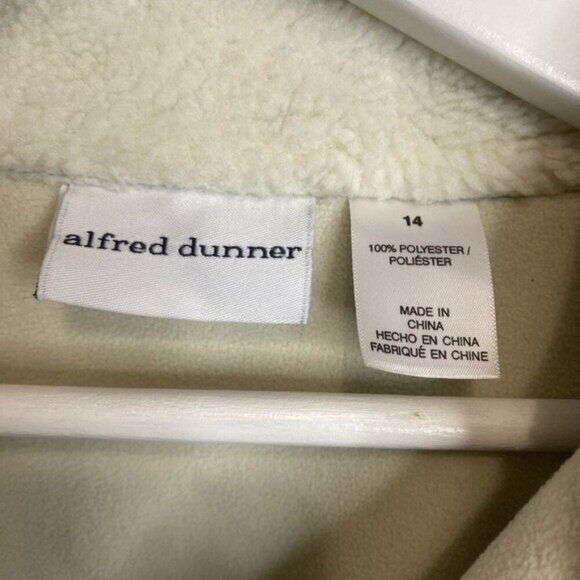 alfred dunner
14
100% POLYESTER /
POLIÉSTER
MADE IN
CHINA
HECHO EN CHINA
FABRIQUÉ EN CHINE